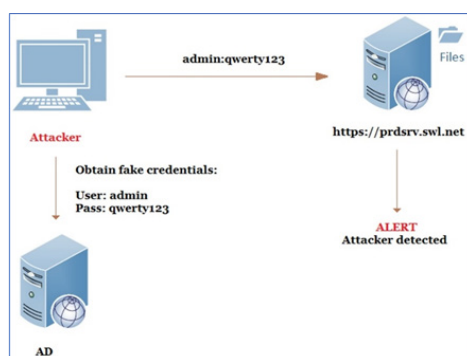 admin:qwerty123
Files
https://prdsrv.swl.net
Attacker
Obtain fake credentials:
User: admin
Pass: qwerty123
ALERT
Attacker detected
AD